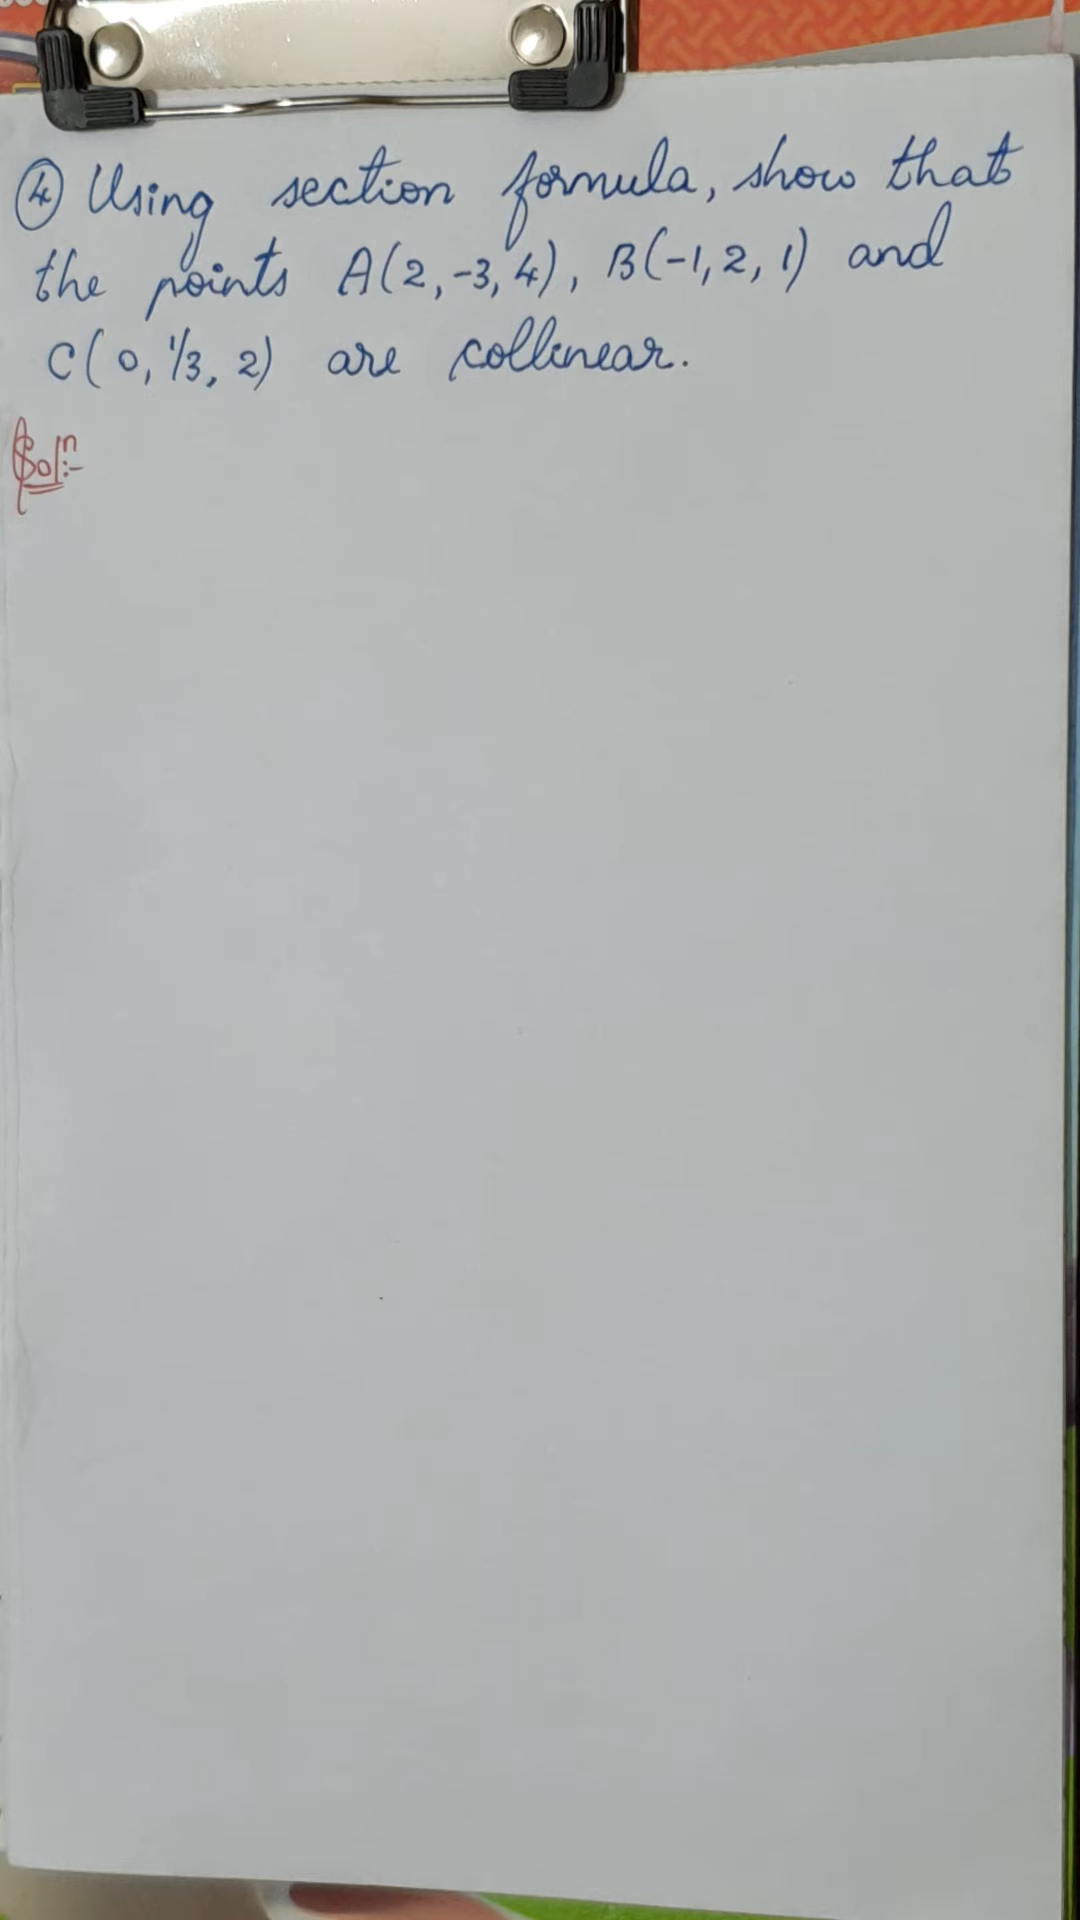 ④ Using section formula, show that
the points A(2,-3,4), B(-1,2,1) and
C(0,1/3,2) are collinear.
Solⁿ:-